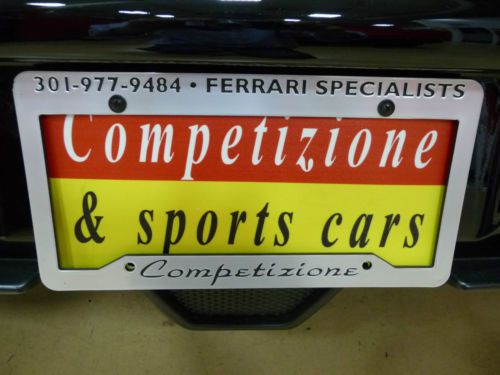 301-977-9484 • FERRARI SPECIALISTS
Competizione
& sports cars
Competizione